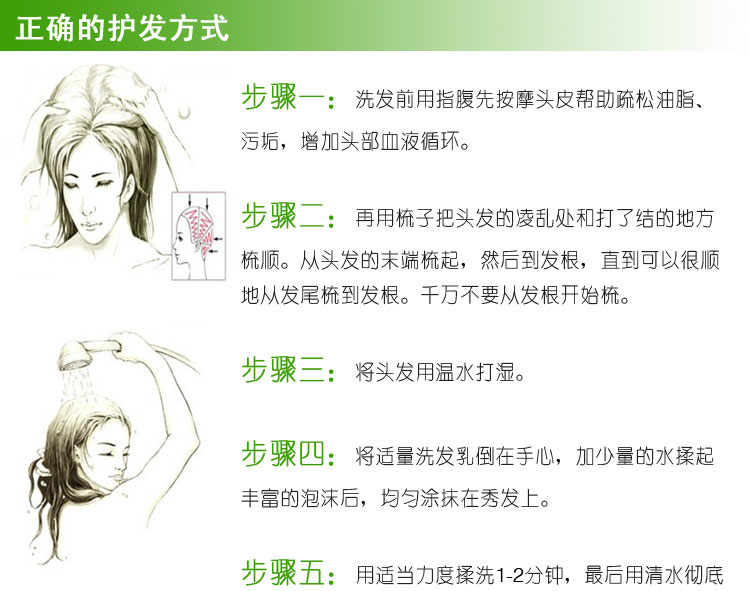 正确的护发方式
步骤一：洗发前用指腹先按摩头皮帮助疏松油脂、
污垢，增加头部血液循环。
步骤二：再用梳子把头发的凌乱处和打了结的地方
梳顺。从头发的末端梳起，然后到发根，直到可以很顺
地从发尾梳到发根。千万不要从发根开始梳。
步骤三：将头发用温水打湿。
步骤四：将适量洗发乳倒在手心，加少量的水揉起
丰富的泡沫后，均匀涂抹在秀发上。
步骤五：用适当力度揉洗1-2分钟，最后用清水彻底